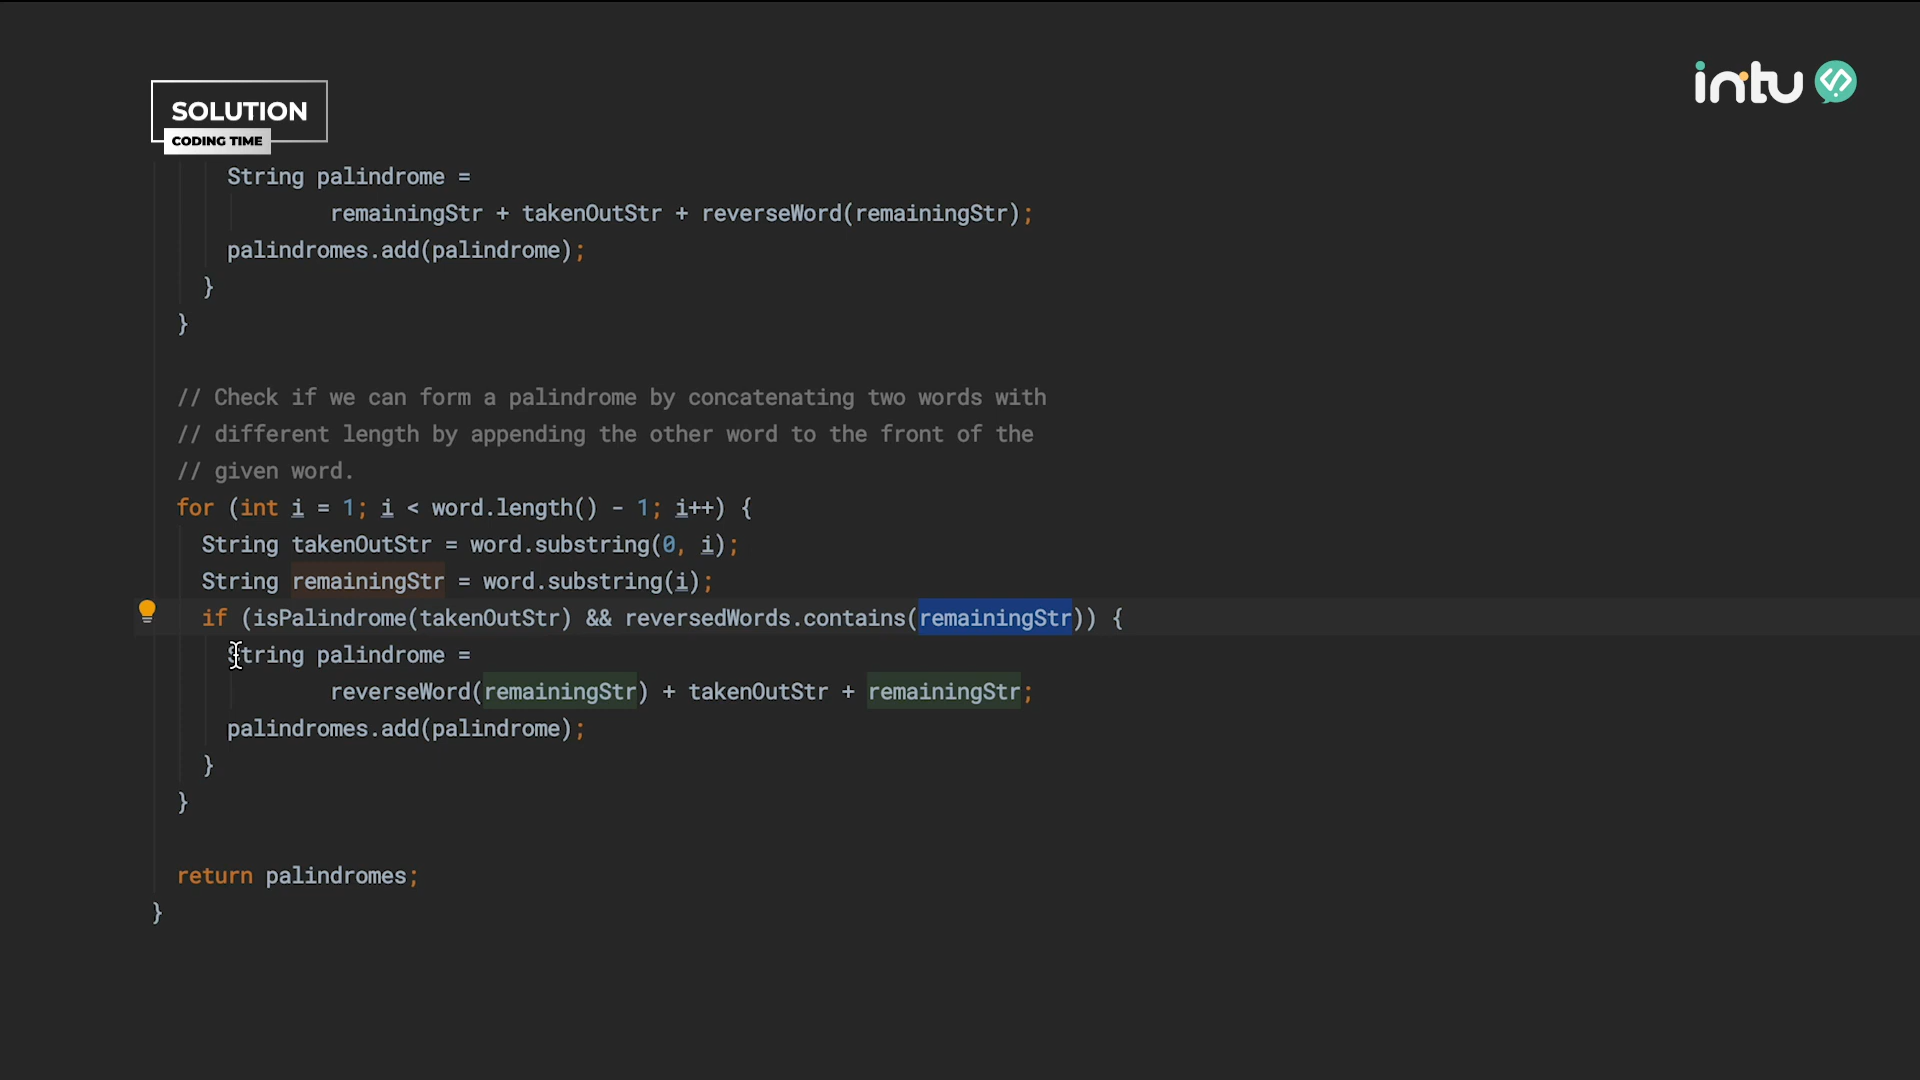 intu
SOLUTION
CODING TIME
String palindrome =
remainingStr + takenOutStr + reverseWord(remainingStr);
palindromes.add(palindrome);
}
}
// Check if we can form a palindrome by concatenating two words with
// different length by appending the other word to the front of the
// given word.
for (int i = 1; i < word.length() - 1; i++) {
String takenOutStr = word.substring(0, i);
String remainingStr = word.substring(i);
if (isPalindrome(takenOutStr) && reversedWords.contains(remainingStr)) {
String palindrome =
reverseWord(remainingStr) + takenOutStr + remainingStr;
palindromes.add(palindrome);
}
}
return palindromes;
}